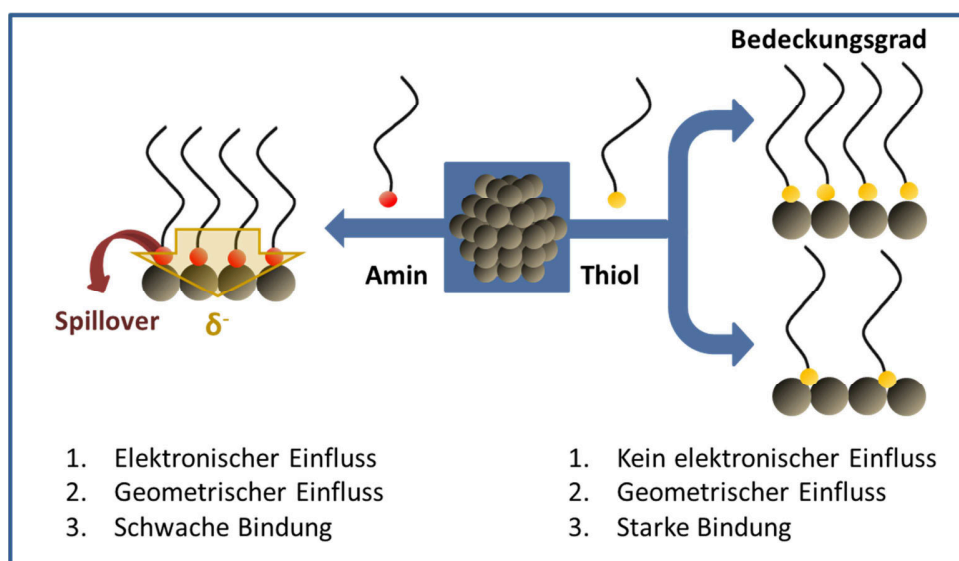 Bedeckungsgrad
Amin
Thiol
Spillover
δ-
1. Elektronischer Einfluss
2. Geometrischer Einfluss
3. Schwache Bindung
1. Kein elektronischer Einfluss
2. Geometrischer Einfluss
3. Starke Bindung